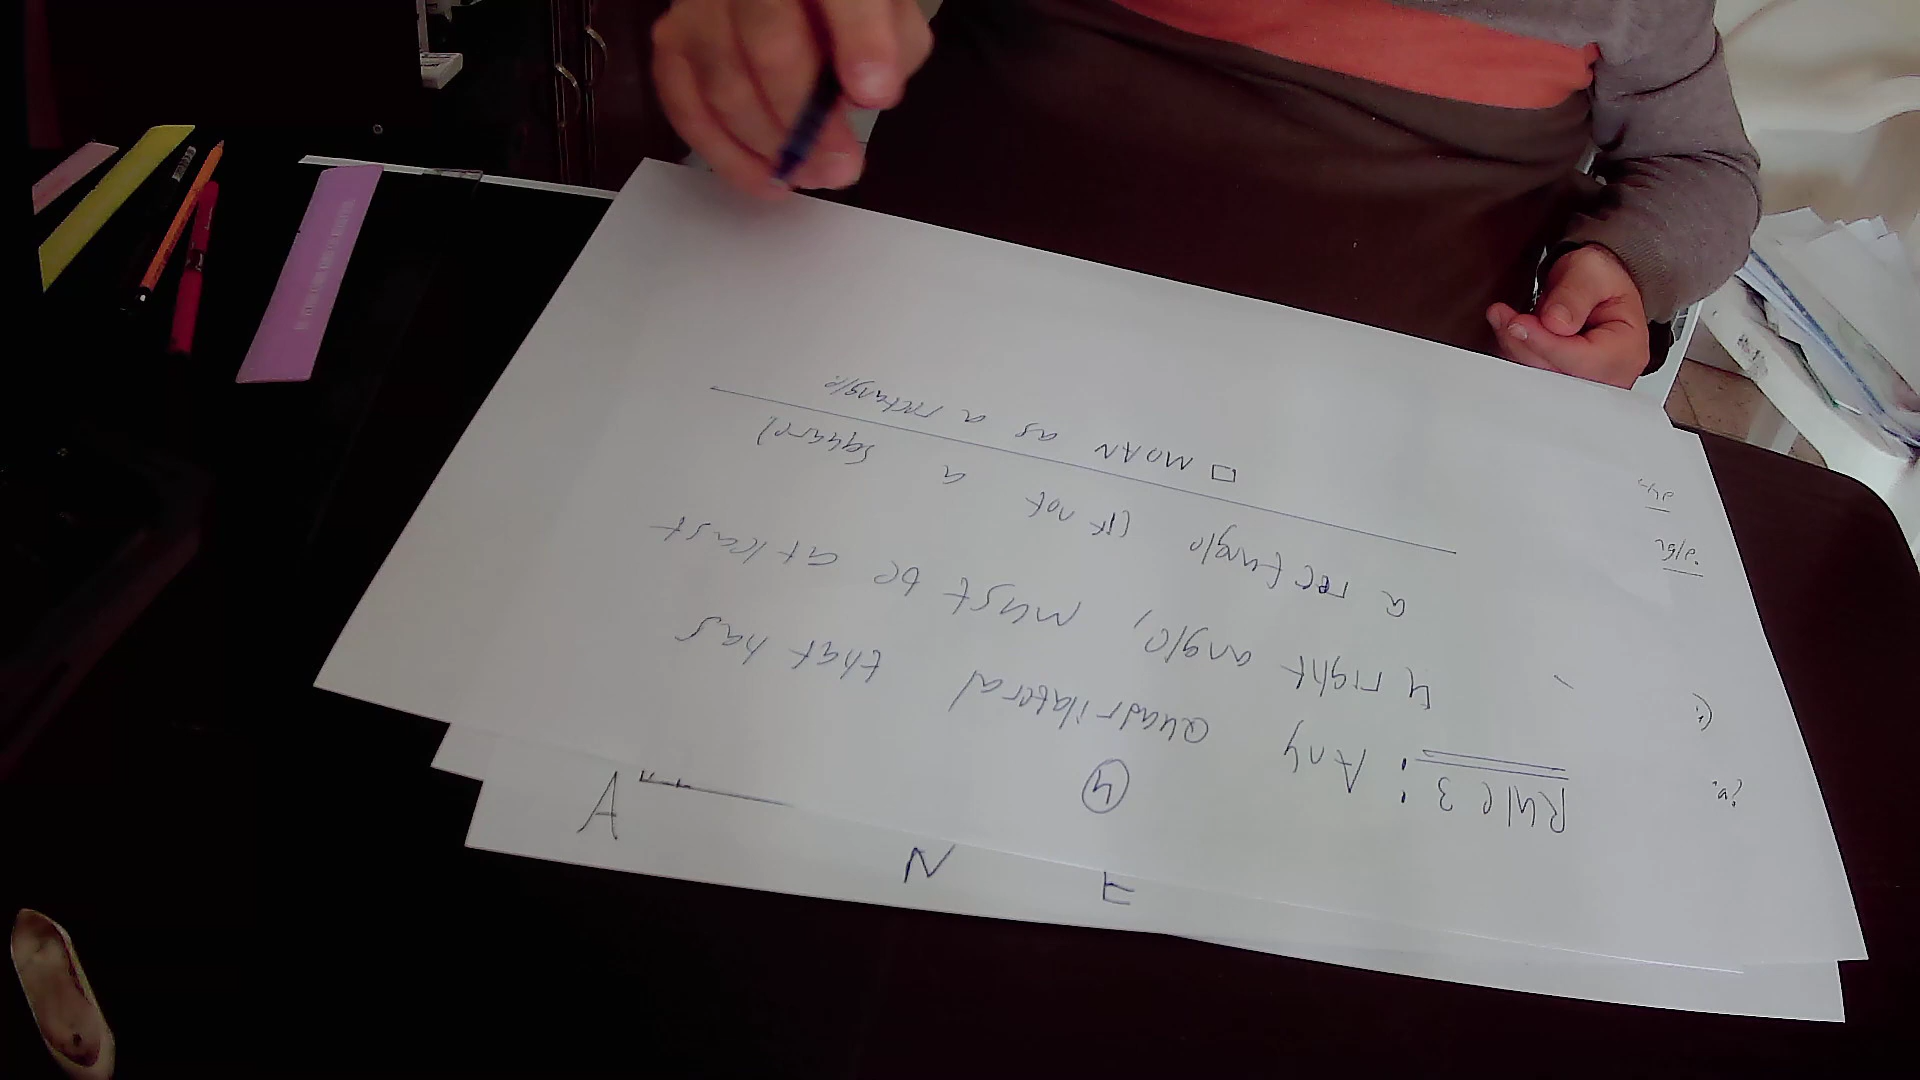 ④
Rule 3: Any quadrilateral that has
4 right angle, must be at least
a rectangle (If not a square)
□ MOAN as a rectangle
E N A